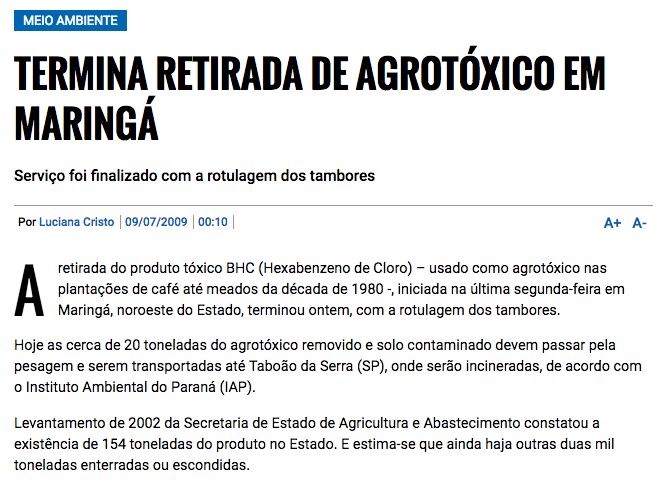 MEIO AMBIENTE
TERMINA RETIRADA DE AGROTÓXICO EM
MARINGÁ
Serviço foi finalizado com a rotulagem dos tambores
Por Luciana Cristo | 09/07/2009 | 00:10 |
A+ A-
A retirada do produto tóxico BHC (Hexabenzeno de Cloro) – usado como agrotóxico nas
plantações de café até meados da década de 1980 -, iniciada na última segunda-feira em
Maringá, noroeste do Estado, terminou ontem, com a rotulagem dos tambores.
Hoje as cerca de 20 toneladas do agrotóxico removido e solo contaminado devem passar pela
pesagem e serem transportadas até Taboão da Serra (SP), onde serão incineradas, de acordo com
o Instituto Ambiental do Paraná (IAP).
Levantamento de 2002 da Secretaria de Estado de Agricultura e Abastecimento constatou a
existência de 154 toneladas do produto no Estado. E estima-se que ainda haja outras duas mil
toneladas enterradas ou escondidas.